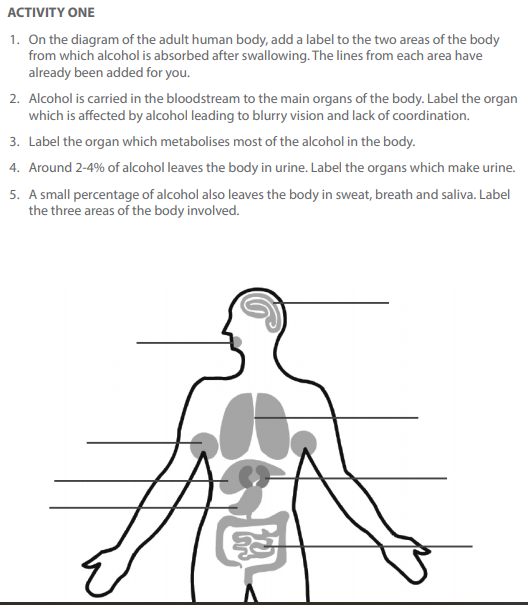 ACTIVITY ONE
1. On the diagram of the adult human body, add a label to the two areas of the body
from which alcohol is absorbed after swallowing. The lines from each area have
already been added for you.
2. Alcohol is carried in the bloodstream to the main organs of the body. Label the organ
which is affected by alcohol leading to blurry vision and lack of coordination.
3. Label the organ which metabolises most of the alcohol in the body.
4. Around 2-4% of alcohol leaves the body in urine. Label the organs which make urine.
5. A small percentage of alcohol also leaves the body in sweat, breath and saliva. Label
the three areas of the body involved.